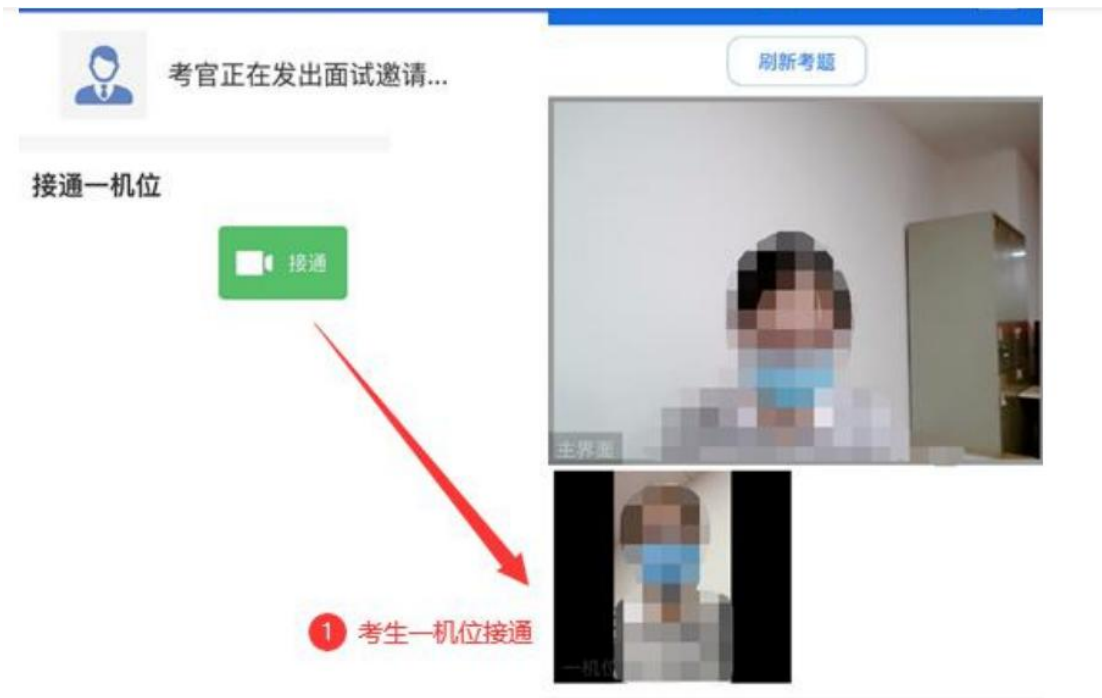 考官正在发出面试邀请...
接通一机位
接通
1 考生一机位接通
刷新考题
主界面
一机位